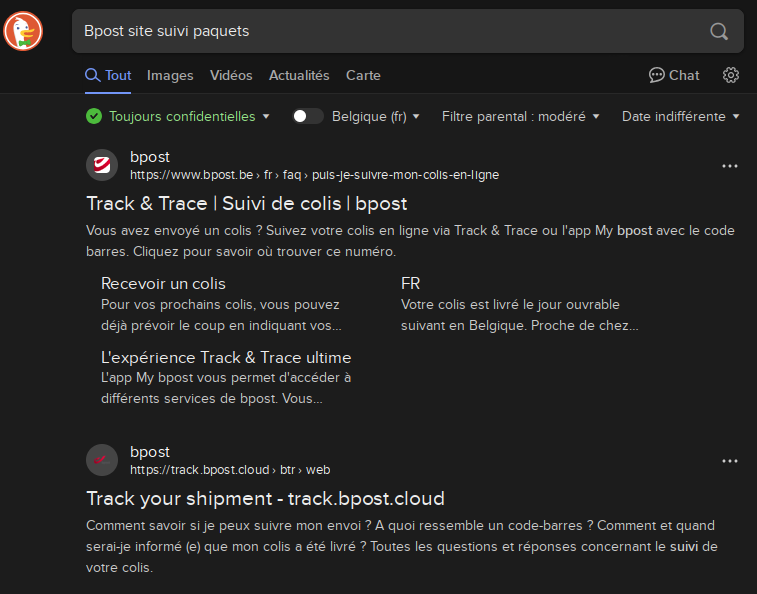 Bpost site suivi paquets
Tout Images Vidéos Actualités Carte Chat
Toujours confidentielles Belgique (fr) Filtre parental : modéré Date indifférente
bpost
https://www.bpost.be › fr › faq › puis-je-suivre-mon-colis-en-ligne
Track & Trace | Suivi de colis | bpost
Vous avez envoyé un colis ? Suivez votre colis en ligne via Track & Trace ou l'app My bpost avec le code
barres. Cliquez pour savoir où trouver ce numéro.
Recevoir un colis
Pour vos prochains colis, vous pouvez
déjà prévoir le coup en indiquant vos...
FR
Votre colis est livré le jour ouvrable
suivant en Belgique. Proche de chez...
L'expérience Track & Trace ultime
L'app My bpost vous permet d'accéder à
différents services de bpost. Vous...
bpost
https://track.bpost.cloud › btr › web
Track your shipment - track.bpost.cloud
Comment savoir si je peux suivre mon envoi ? A quoi ressemble un code-barres ? Comment et quand
serai-je informé (e) que mon colis a été livré ? Toutes les questions et réponses concernant le suivi de
votre colis.